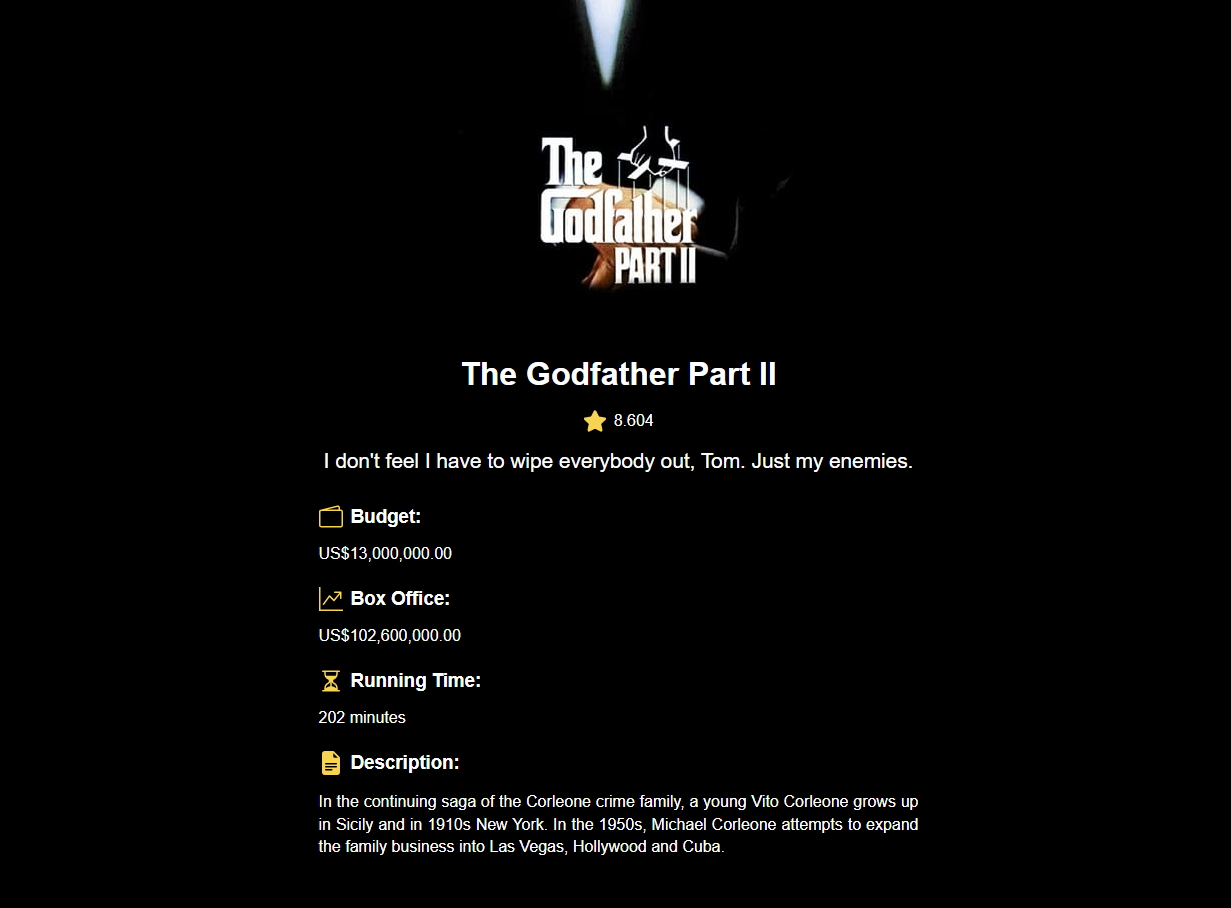 The
Godfather
PART II
The Godfather Part II
8.604
I don't feel I have to wipe everybody out, Tom. Just my enemies.
Budget:
US$13,000,000.00
Box Office:
US$102,600,000.00
Running Time:
202 minutes
Description:
In the continuing saga of the Corleone crime family, a young Vito Corleone grows up
in Sicily and in 1910s New York. In the 1950s, Michael Corleone attempts to expand
the family business into Las Vegas, Hollywood and Cuba.